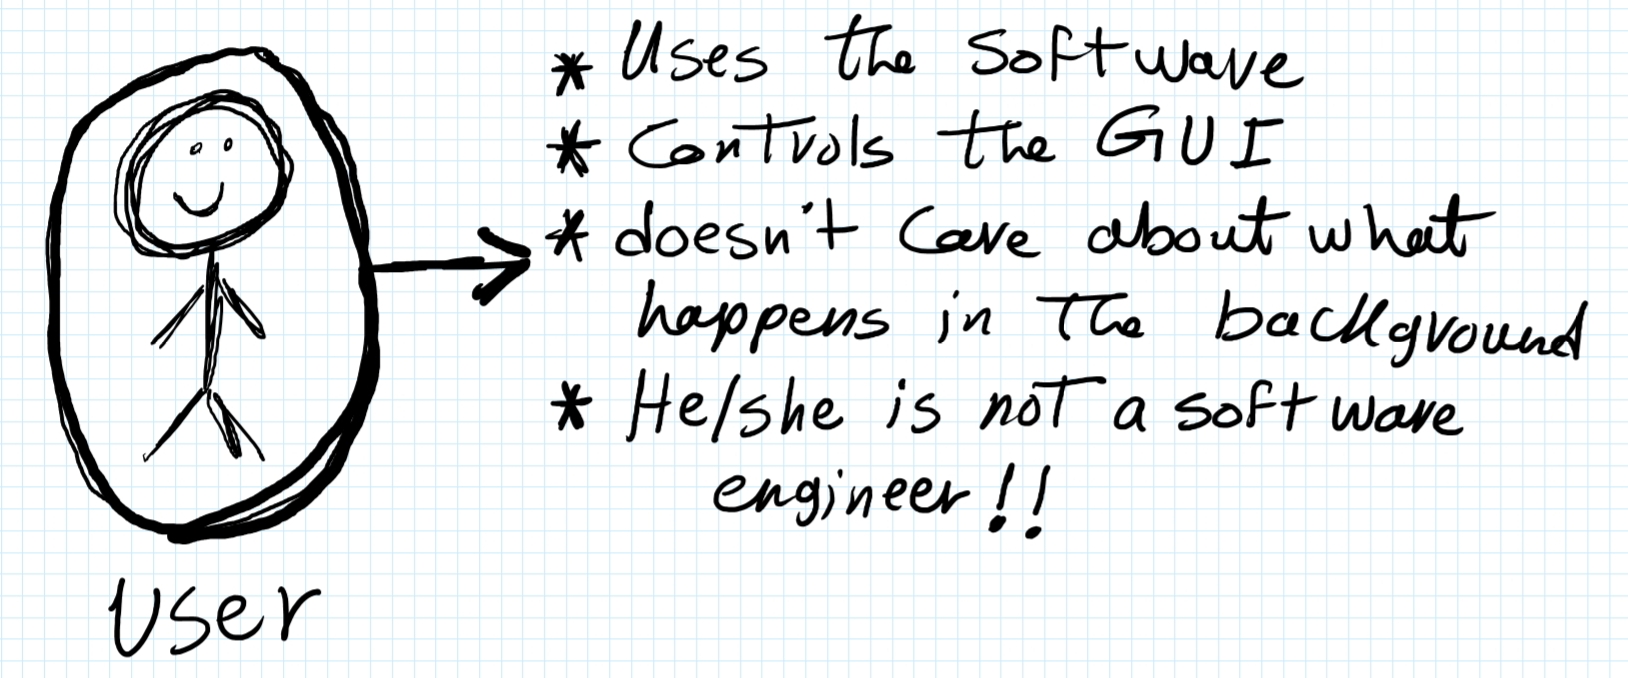 * Uses the software
* Controls the GUI
* doesn't care about what
happens in the background
* He/she is not a software
engineer!!
User